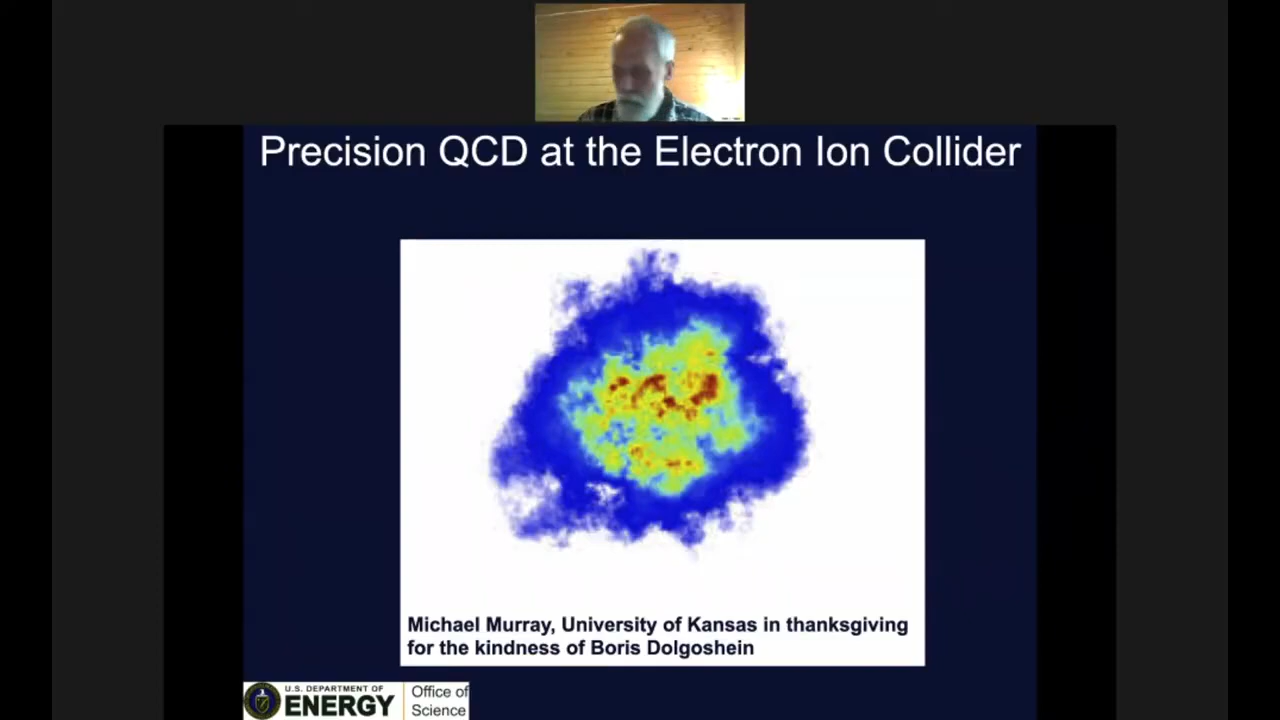 Precision QCD at the Electron Ion Collider
Michael Murray, University of Kansas in thanksgiving
for the kindness of Boris Dolgoshein
U.S. DEPARTMENT OF
ENERGY
Office of
Science